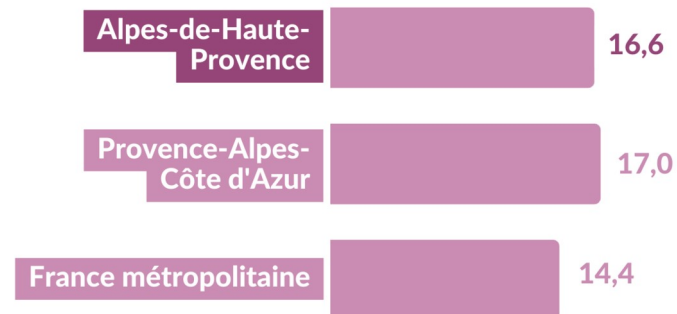 Alpes-de-Haute-
Provence
16,6
Provence-Alpes-
Côte d'Azur
17,0
France métropolitaine
14,4